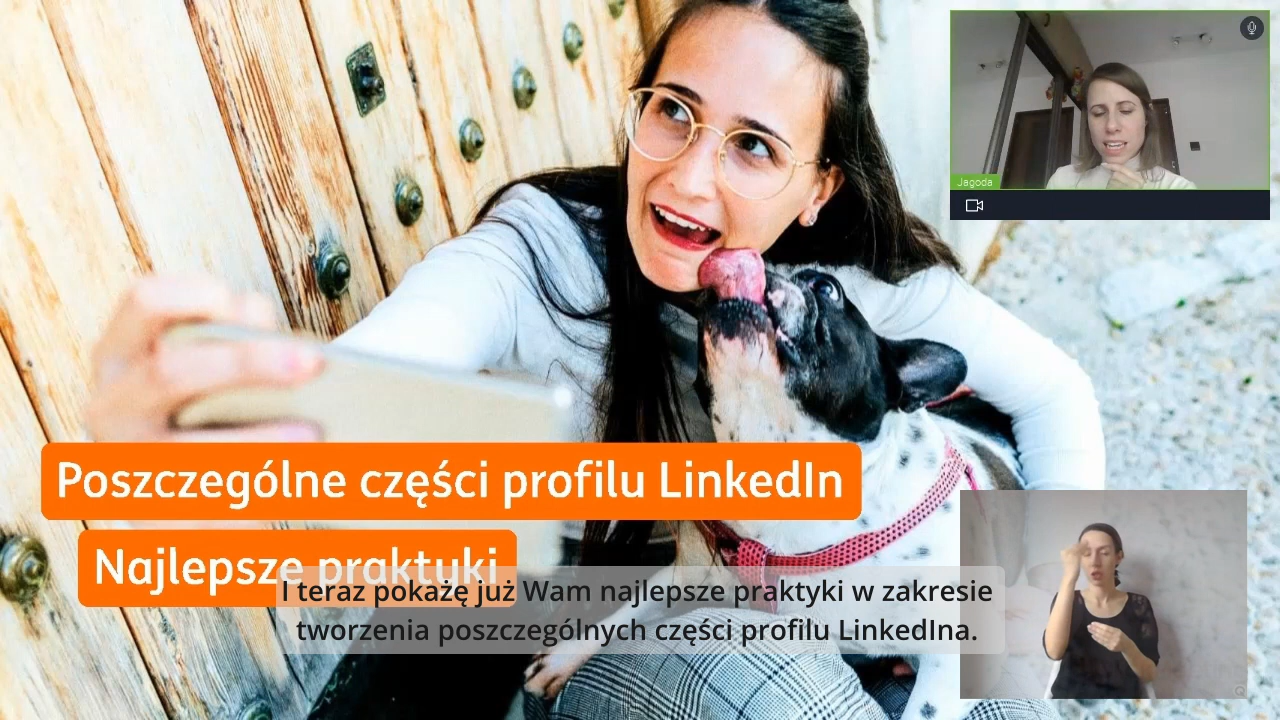 Jagoda
Poszczególne części profilu LinkedIn
Najlepsze praktyki
I teraz pokażę już Wam najlepsze praktyki w zakresie
tworzenia poszczególnych części profilu LinkedIna.